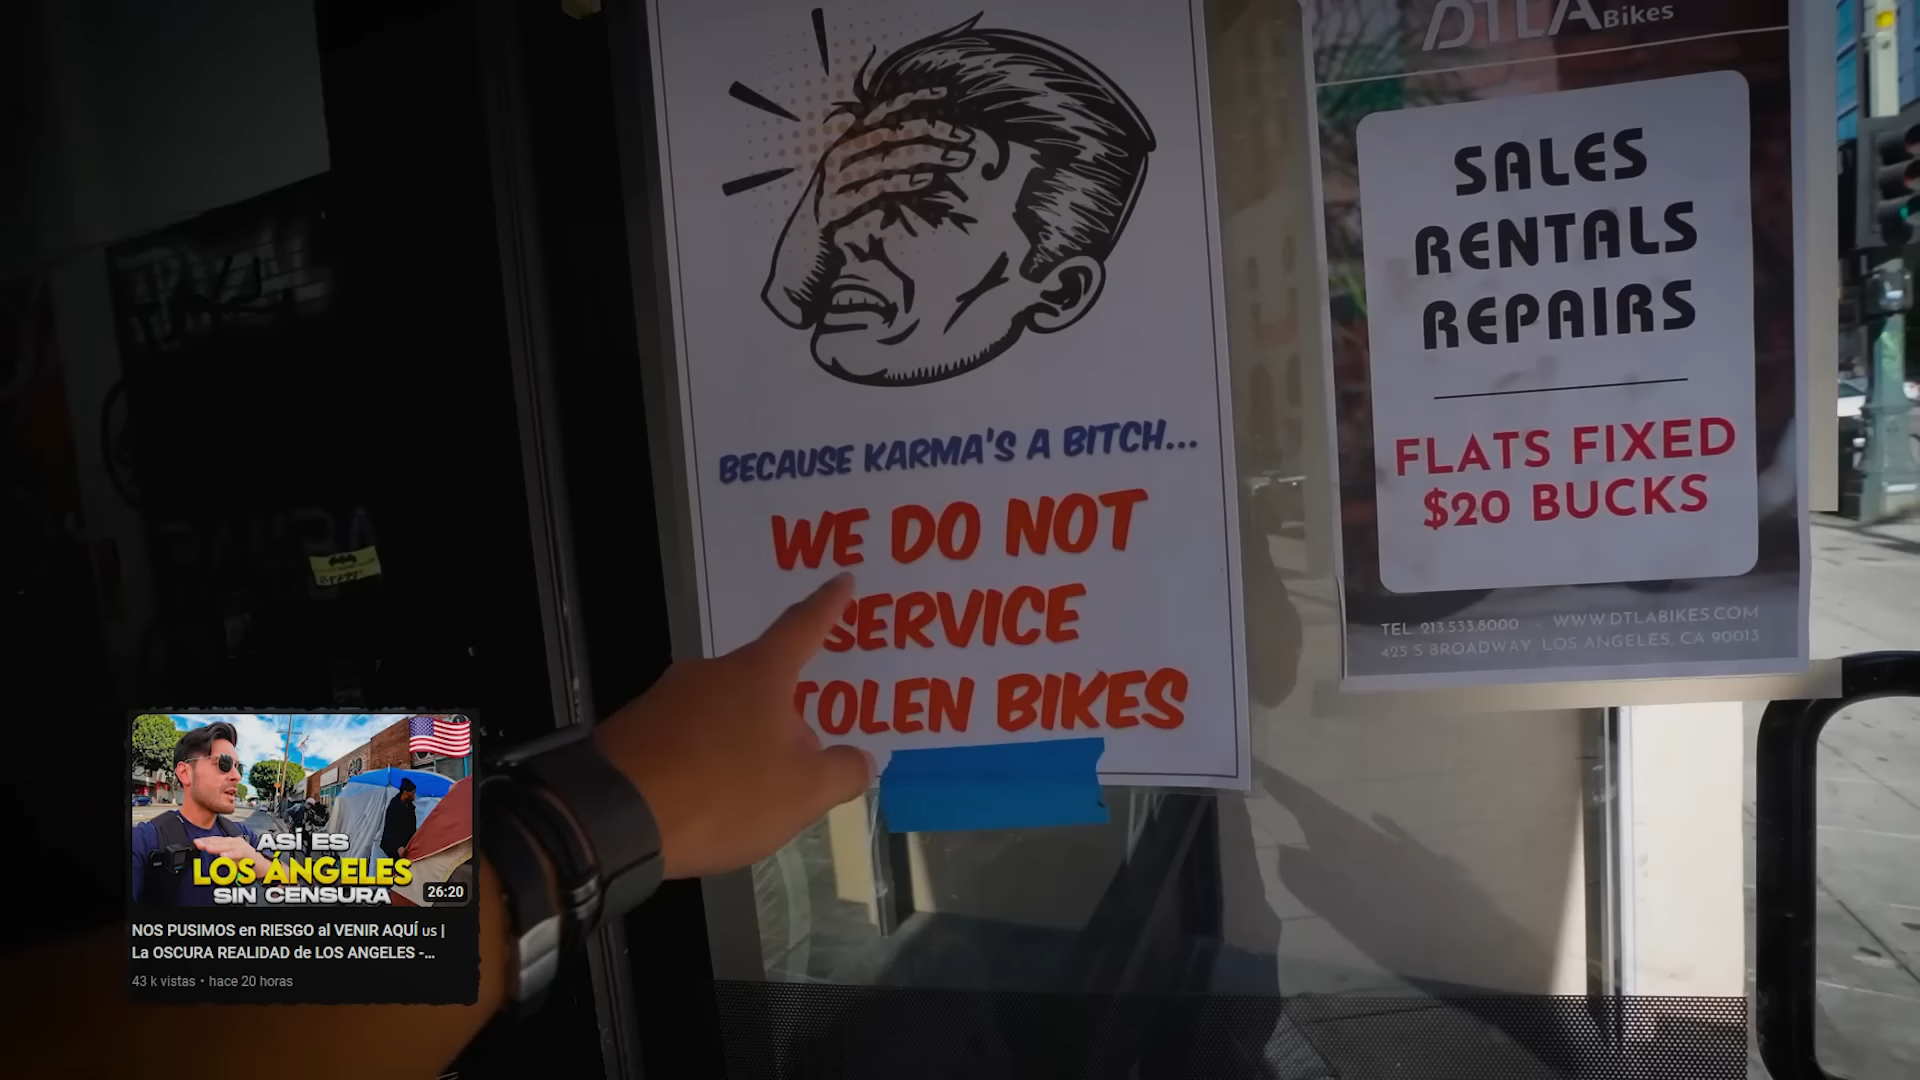 BECAUSE KARMA'S A BITCH...
WE DO NOT
SERVICE
TOLEN BIKES
DTLA Bikes
SALES
RENTALS
REPAIRS
FLATS FIXED
$20 BUCKS
TEL. 213.533.8000 - WWW.DTLABIKES.COM
425 S BROADWAY, LOS ANGELES, CA 90013
ASÍ ES
LOS ÁNGELES
SIN CENSURA
26:20
NOS PUSIMOS en RIESGO al VENIR AQUÍ us |
La OSCURA REALIDAD de LOS ANGELES -...
43 k vistas • hace 20 horas